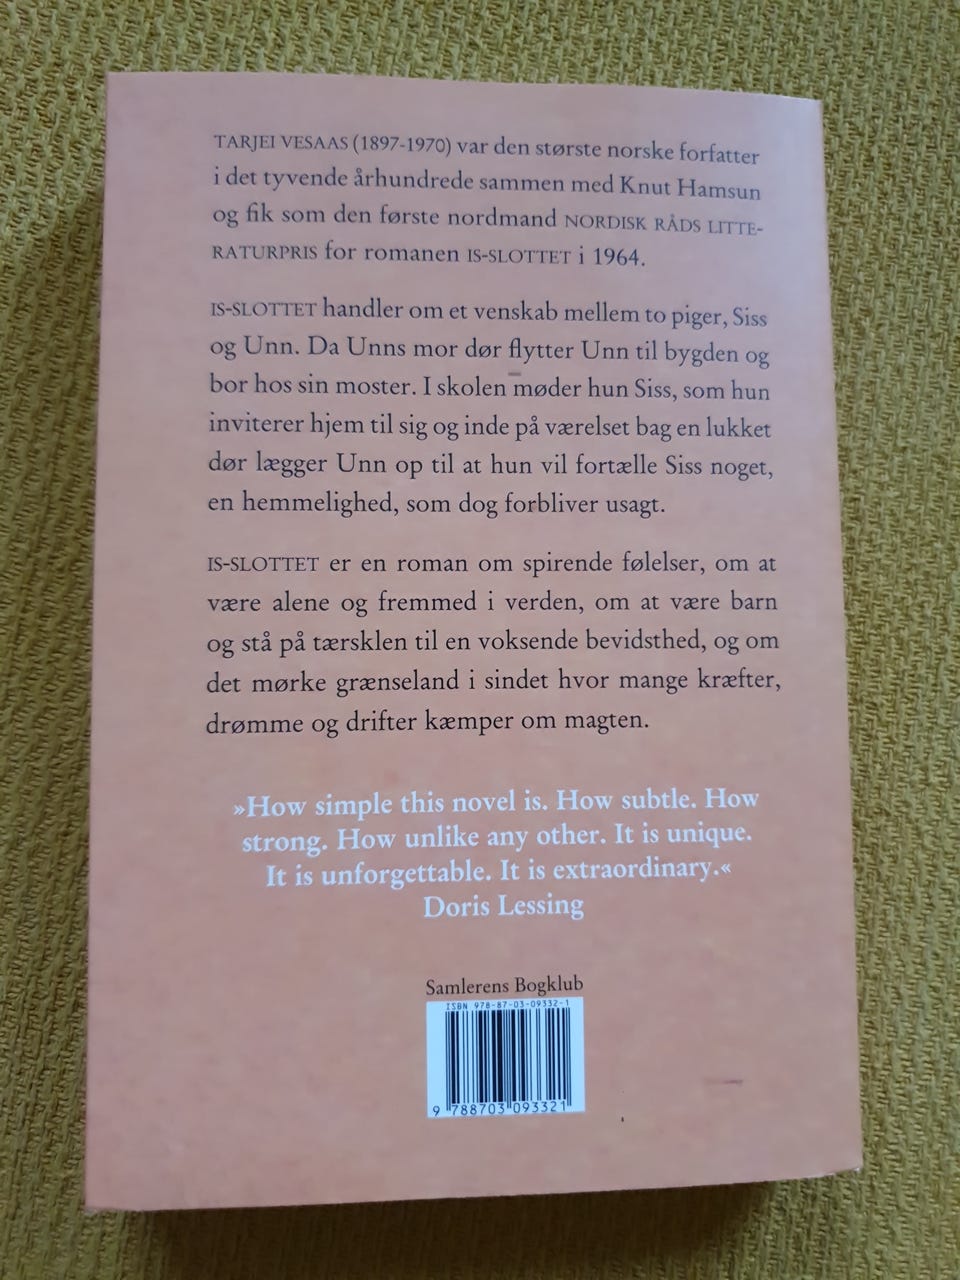 TARJEI VESAAS (1897-1970) var den største norske forfatter
i det tyvende århundrede sammen med Knut Hamsun
og fik som den første nordmand NORDISK RÅDS LITTE-
RATURPRIS for romanen IS-SLOTTET i 1964.
IS-SLOTTET handler om et venskab mellem to piger, Siss
og Unn. Da Unns mor dør flytter Unn til bygden og
bor hos sin moster. I skolen møder hun Siss, som hun
inviterer hjem til sig og inde på værelset bag en lukket
dør lægger Unn op til at hun vil fortælle Siss noget,
en hemmelighed, som dog forbliver usagt.
IS-SLOTTET er en roman om spirende følelser, om at
være alene og fremmed i verden, om at være barn
og stå på tærsklen til en voksende bevidsthed, og om
det mørke grænseland i sindet hvor mange kræfter,
drømme og drifter kæmper om magten.
»How simple this novel is. How subtle. How
strong. How unlike any other. It is unique.
It is unforgettable. It is extraordinary.«
Doris Lessing
Samlerens Bogklub
ISBN 978-87-03-09332-1
9 788703 093321